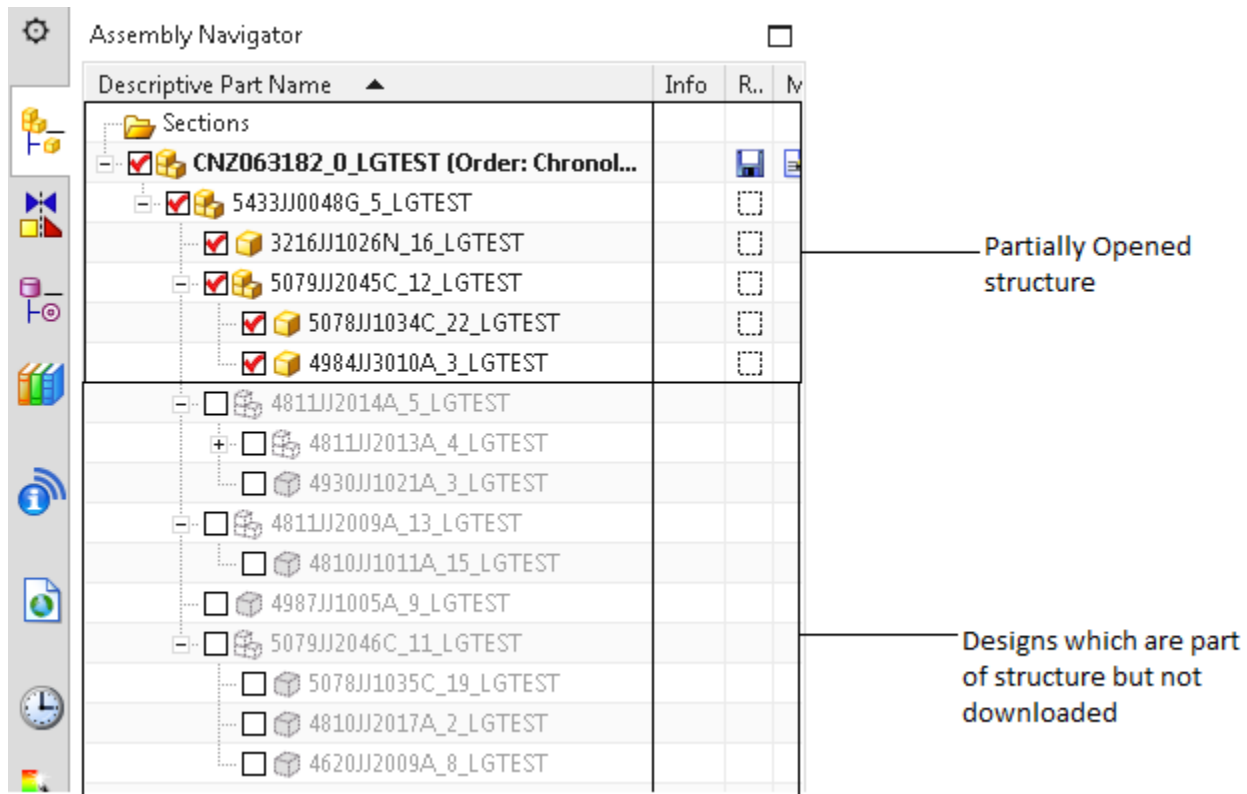 Assembly Navigator
Descriptive Part Name Info R.. M
Sections
CNZ063182_0_LGTEST (Order: Chronol...
5433JJ0048G_5_LGTEST
3216JJ1026N_16_LGTEST
5079JJ2045C_12_LGTEST
5078JJ1034C_22_LGTEST
4984JJ3010A_3_LGTEST
4811JJ2014A_5_LGTEST
4811JJ2013A_4_LGTEST
4930JJ1021A_3_LGTEST
4811JJ2009A_13_LGTEST
4810JJ1011A_15_LGTEST
4987JJ1005A_9_LGTEST
5079JJ2046C_11_LGTEST
5078JJ1035C_19_LGTEST
4810JJ2017A_2_LGTEST
4620JJ2009A_8_LGTEST
Partially Opened
structure
Designs which are part
of structure but not
downloaded